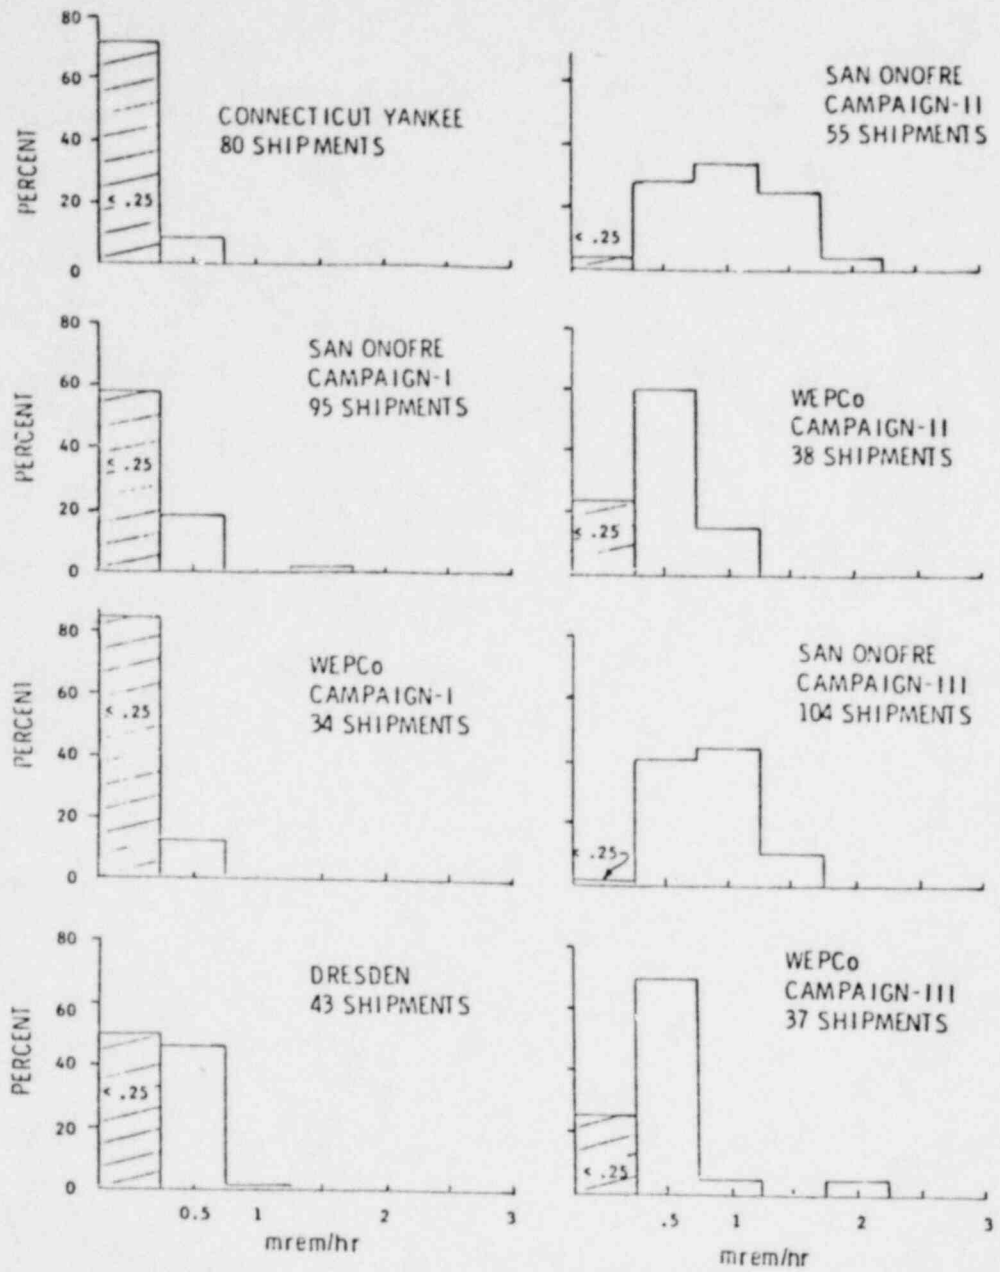 80
60
40
20
0
PERCENT
≤ .25
CONNECTICUT YANKEE
80 SHIPMENTS
SAN ONOFRE
CAMPAIGN-II
55 SHIPMENTS
< .25
80
60
40
20
0
PERCENT
≤ .25
SAN ONOFRE
CAMPAIGN-I
95 SHIPMENTS
WEPCo
CAMPAIGN-II
38 SHIPMENTS
≤ .25
80
60
40
20
0
PERCENT
≤ .25
WEPCo
CAMPAIGN-I
34 SHIPMENTS
SAN ONOFRE
CAMPAIGN-III
104 SHIPMENTS
< .25
80
60
40
20
0
PERCENT
< .25
DRESDEN
43 SHIPMENTS
WEPCo
CAMPAIGN-III
37 SHIPMENTS
< .25
0.5 1 2 3
mrem/hr
.5 1 2 3
mrem/hr